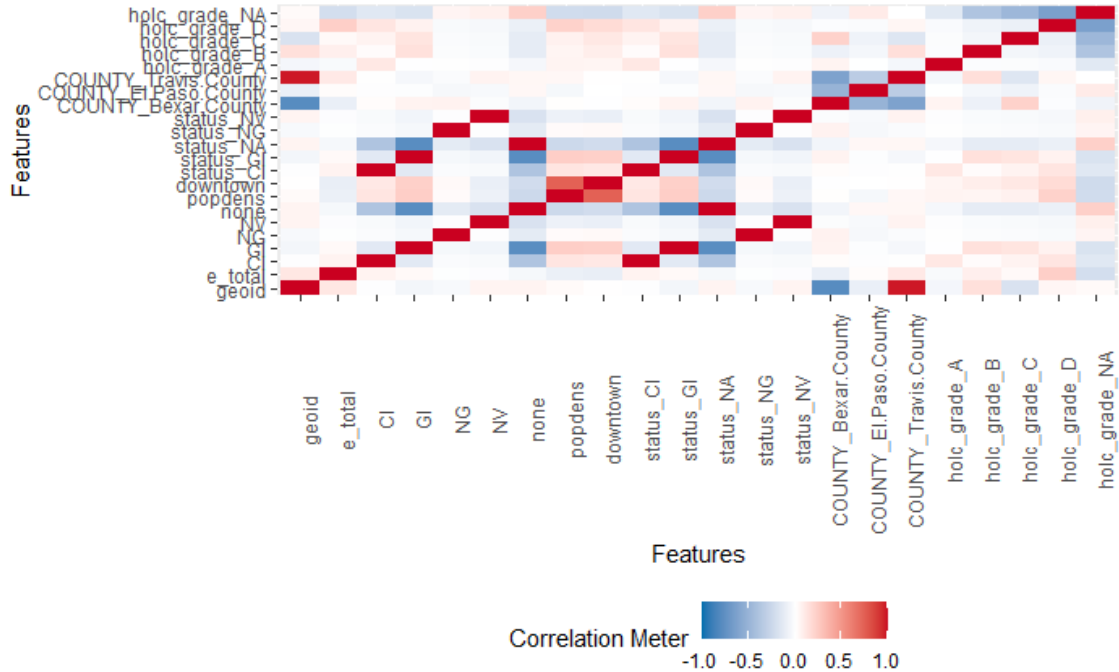 holc_grade_NA
holc_grade_D
holc_grade_C
holc_grade_B
holc_grade_A
COUNTY_Travis.County
COUNTY_El.Paso.County
COUNTY_Bexar.County
status_NV
status_NG
status_NA
status_GI
status_CI
downtown
popdens
none
NV
NG
GI
CI
e_total
geoid
Features
geoid
e_total
CI
GI
NG
NV
none
popdens
downtown
status_CI
status_GI
status_NA
status_NG
status_NV
COUNTY_Bexar.County
COUNTY_El.Paso.County
COUNTY_Travis.County
holc_grade_A
holc_grade_B
holc_grade_C
holc_grade_D
holc_grade_NA
Features
Correlation Meter
-1.0 -0.5 0.0 0.5 1.0